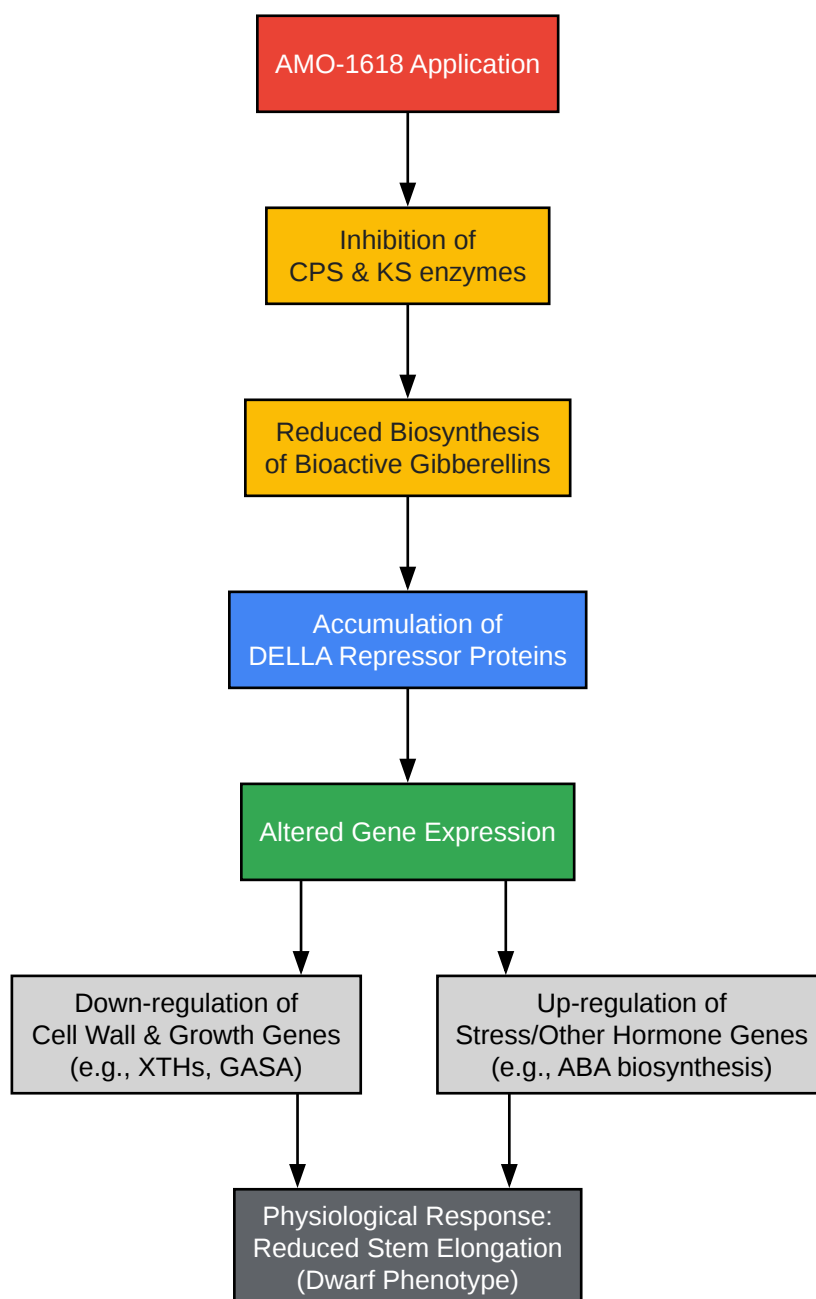 AMO-1618 Application
Inhibition of
CPS & KS enzymes
Reduced Biosynthesis
of Bioactive Gibberellins
Accumulation of
DELLA Repressor Proteins
Altered Gene Expression
Down-regulation of
Cell Wall & Growth Genes
(e.g., XTHs, GASA)
Up-regulation of
Stress/Other Hormone Genes
(e.g., ABA biosynthesis)
Physiological Response:
Reduced Stem Elongation
(Dwarf Phenotype)